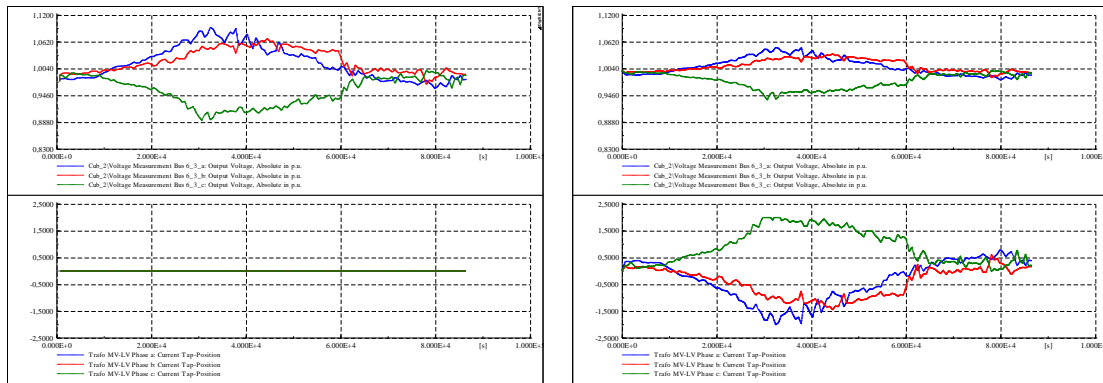 1,1200
1,0620
1,0040
0,9460
0,8880
0,8300
0.000E+0 2.000E+4 4.000E+4 6.000E+4 8.000E+4 [s]
Cub_2\Voltage Measurement Bus 6_3_a: Output Voltage, Absolute in p.u.
Cub_2\Voltage Measurement Bus 6_3_b: Output Voltage, Absolute in p.u.
Cub_2\Voltage Measurement Bus 6_3_c: Output Voltage, Absolute in p.u.
2,5000
1,5000
0,5000
-0,5000
-1,5000
-2,5000
0.000E+0 2.000E+4 4.000E+4 6.000E+4 8.000E+4 [s]
Trafo MV-LV Phase a: Current Tap-Position
Trafo MV-LV Phase b: Current Tap-Position
Trafo MV-LV Phase c: Current Tap-Position
1,1200
1,0620
1,0040
0,9460
0,8880
0,8300
0.000E+0 2.000E+4 4.000E+4 6.000E+4 8.000E+4 [s]
Cub_2\Voltage Measurement Bus 6_3_a: Output Voltage, Absolute in p.u.
Cub_2\Voltage Measurement Bus 6_3_b: Output Voltage, Absolute in p.u.
Cub_2\Voltage Measurement Bus 6_3_c: Output Voltage, Absolute in p.u.
2,5000
1,5000
0,5000
-0,5000
-1,5000
-2,5000
0.000E+0 2.000E+4 4.000E+4 6.000E+4 8.000E+4 [s]
Trafo MV-LV Phase a: Current Tap-Position
Trafo MV-LV Phase b: Current Tap-Position
Trafo MV-LV Phase c: Current Tap-Position